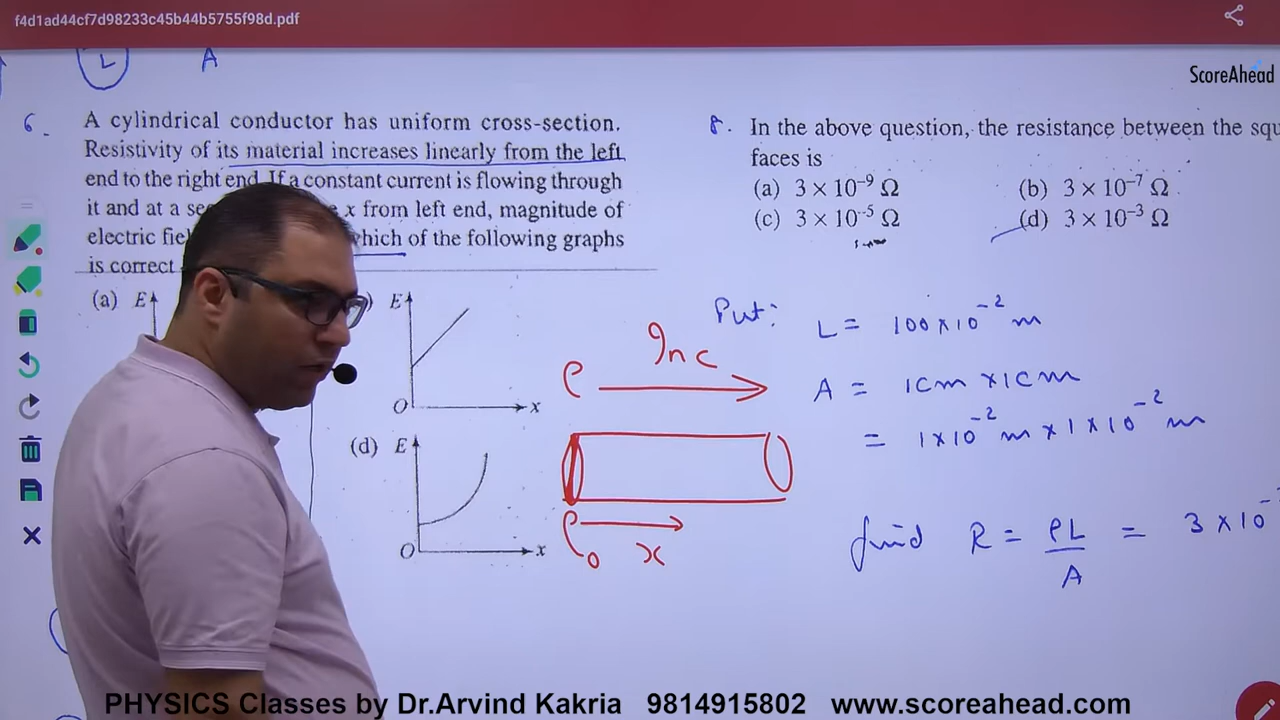 f4d1ad44cf7d98233c45b44b5755f98d.pdf
ScoreAhead
L A
6. A cylindrical conductor has uniform cross-section.
Resistivity of its material increases linearly from the left
end to the right end. If a constant current is flowing through
it and at a x from left end, magnitude of
electric which of the following graphs
is correct
(a) E
E
O x
(d) E
O x
ρ Inc
ρ₀ x
8. In the above question, the resistance between the
faces is
(a) 3 × 10⁻⁹ Ω (b) 3 × 10⁻⁷ Ω
(c) 3 × 10⁻⁵ Ω (d) 3 × 10⁻³ Ω
Put: L = 100×10⁻² m
A = 1cm × 1cm
= 1×10⁻² m × 1×10⁻² m
find R = ρL/A = 3 × 10
PHYSICS Classes by Dr.Arvind Kakria 9814915802 www.scoreahead.com